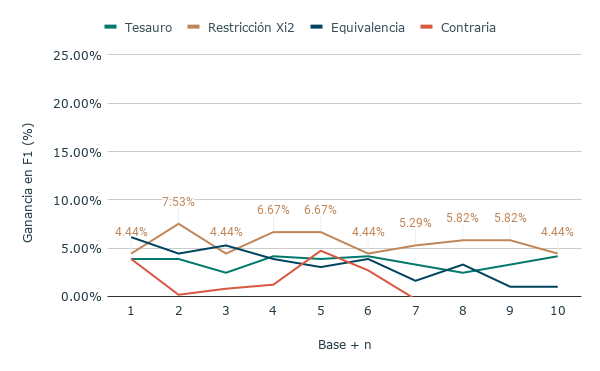 Tesauro Restricción Xi2 Equivalencia Contraria
25.00%
20.00%
15.00%
10.00%
5.00%
0.00%
Ganancia en F1 (%)
4.44% 7.53% 4.44% 6.67% 6.67% 4.44% 5.29% 5.82% 5.82% 4.44%
1 2 3 4 5 6 7 8 9 10
Base + n